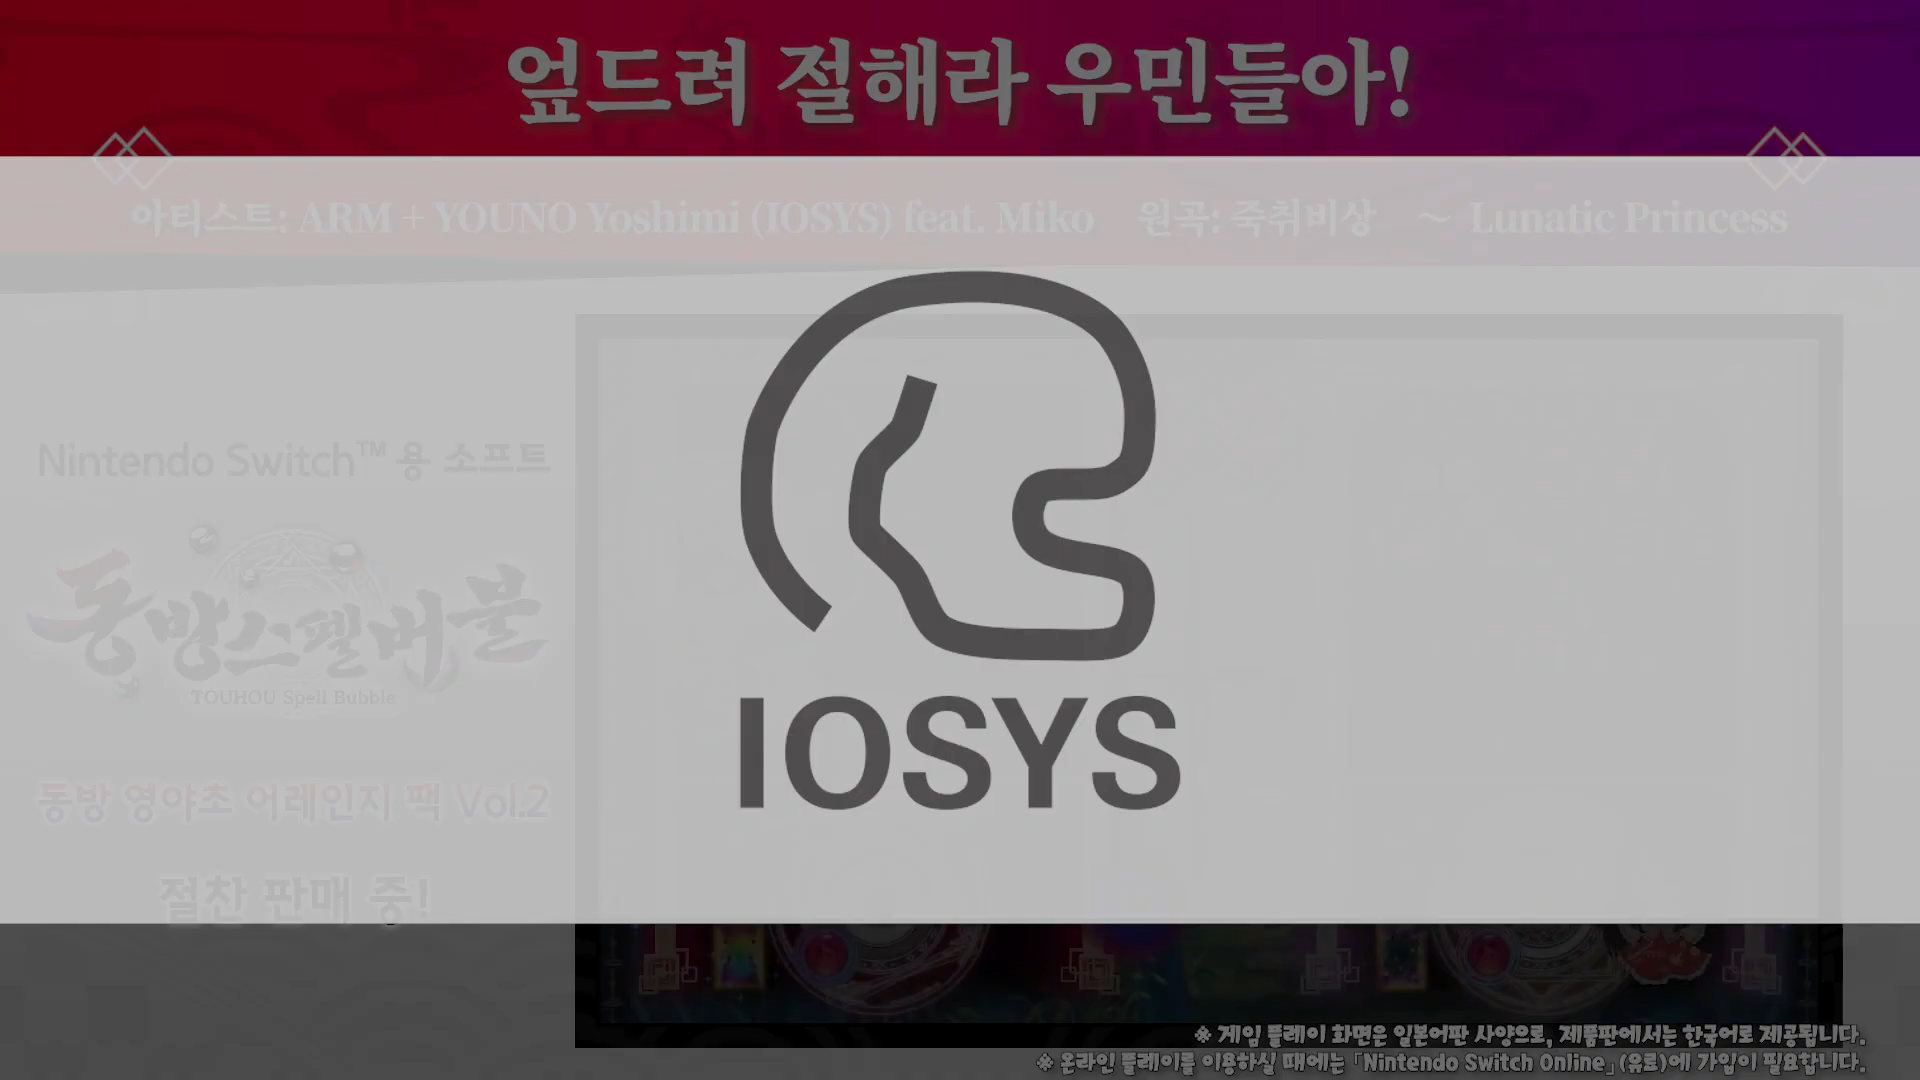 엎드려 절해라 우민들아!
아티스트: ARM + YOUNO Yoshimi (IOSYS) feat. Miko 원곡: 죽취비상 ～ Lunatic Princess
Nintendo Switch™ 용 소프트
동방스펠버블
TOUHOU Spell Bubble
동방 영야초 어레인지 팩 Vol.2
절찬 판매 중!
IOSYS
※ 게임 플레이 화면은 일본어판 사양으로, 제품판에서는 한국어로 제공됩니다.
※ 온라인 플레이를 이용하실 때에는 「Nintendo Switch Online」(유료)에 가입이 필요합니다.